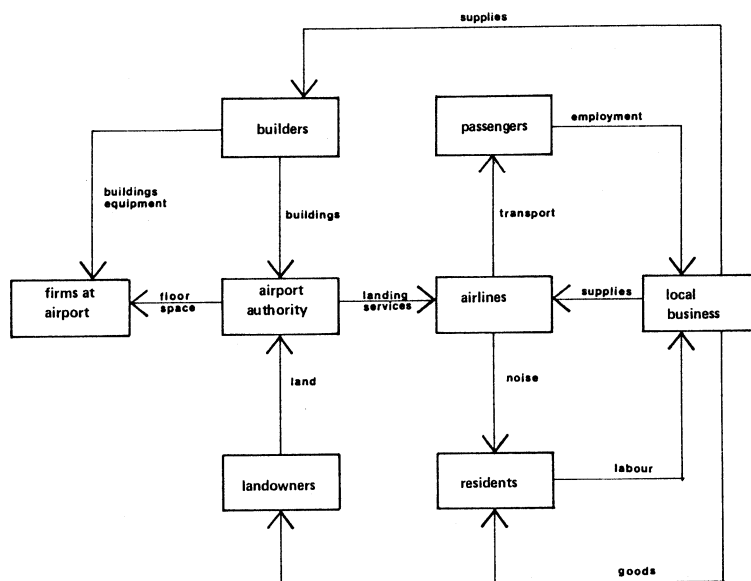 supplies
builders
passengers
employment
buildings
equipment
buildings
transport
firms at
airport
floor
space
airport
authority
landing
services
airlines
supplies
local
business
land
noise
landowners
residents
labour
goods